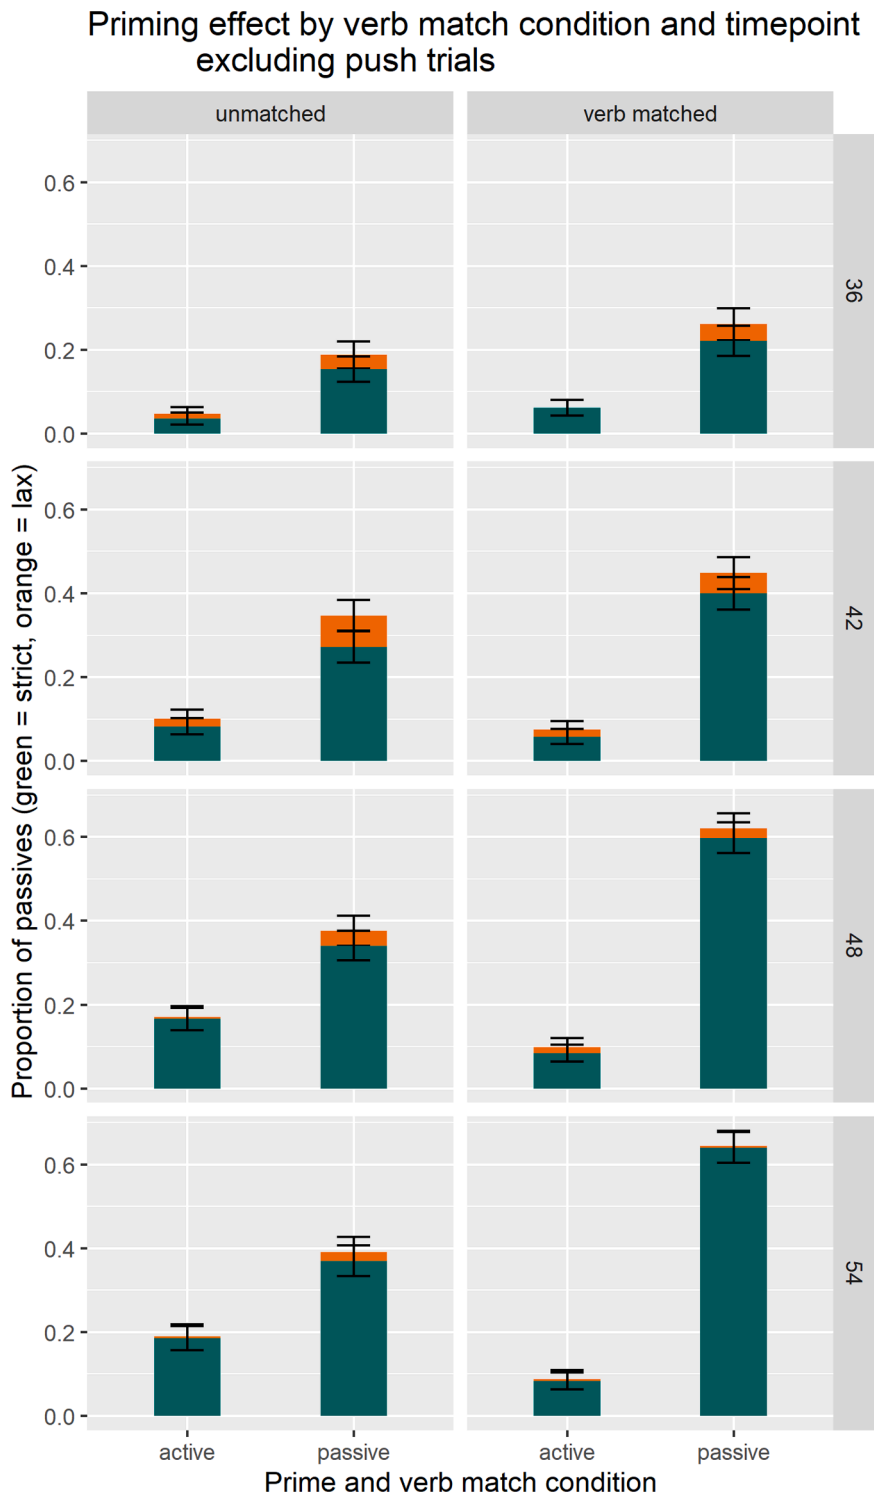 Priming effect by verb match condition and timepoint
excluding push trials
unmatched
verb matched
Proportion of passives (green = strict, orange = lax)
0.6
0.4
0.2
0.0
36
0.6
0.4
0.2
0.0
42
0.6
0.4
0.2
0.0
48
0.6
0.4
0.2
0.0
54
active
passive
active
passive
Prime and verb match condition